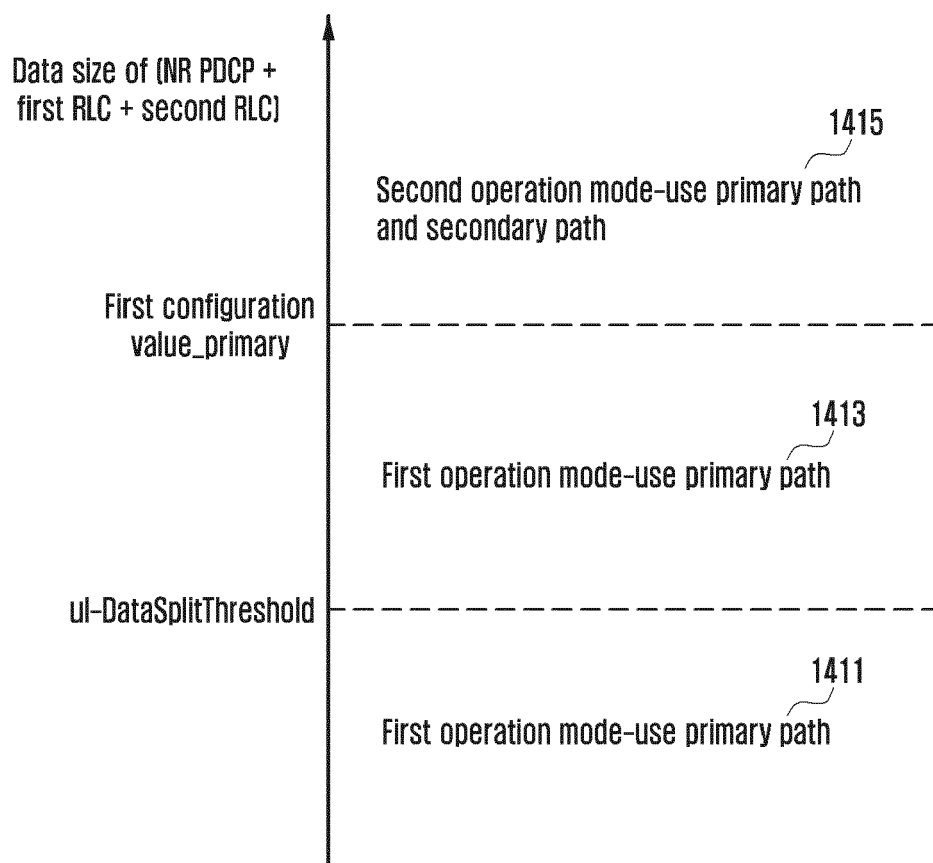 Data size of (NR PDCP +
first RLC + second RLC)
1415
Second operation mode-use primary path
and secondary path
First configuration
value_primary
1413
First operation mode-use primary path
ul-DataSplitThreshold
1411
First operation mode-use primary path